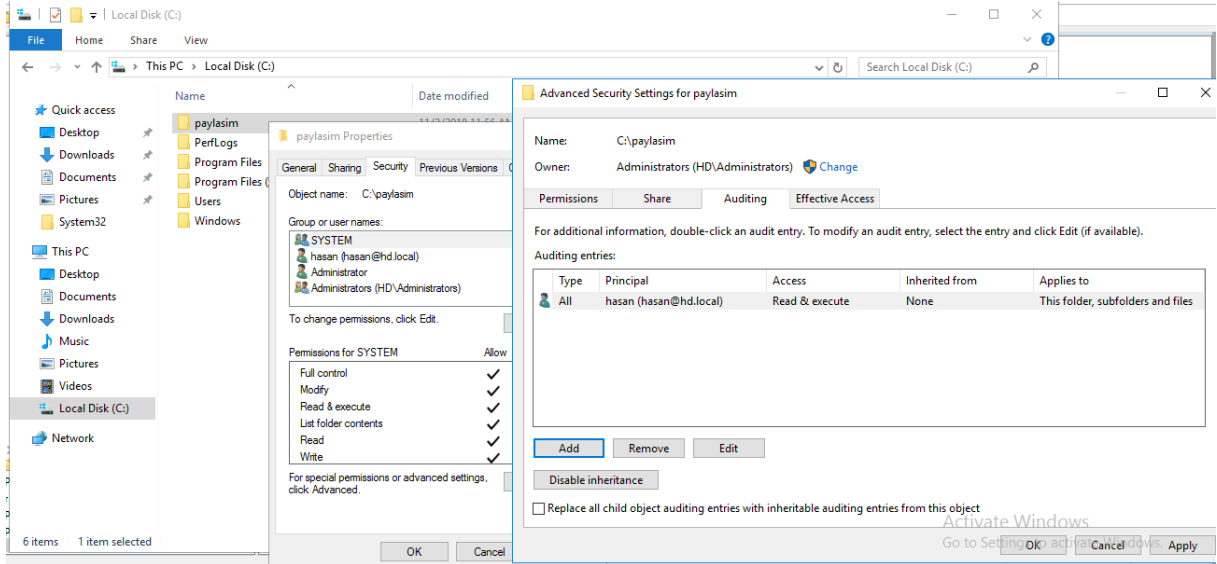 Local Disk (C:)
File Home Share View
This PC Local Disk (C:)
Search Local Disk (C:)
Quick access
Desktop
Downloads
Documents
Pictures
System32
This PC
Desktop
Documents
Downloads
Music
Pictures
Videos
Local Disk (C:)
Network
6 items 1 item selected
Name Date modified
paylasim
PerfLogs
Program Files
Program Files (
Users
Windows
paylasim Properties
General Sharing Security Previous Versions
Object name: C:\paylasim
Group or user names:
SYSTEM
hasan (hasan@hd.local)
Administrator
Administrators (HD\Administrators)
To change permissions, click Edit.
Permissions for SYSTEM Allow
Full control
Modify
Read & execute
List folder contents
Read
Write
For special permissions or advanced settings,
click Advanced.
OK Cancel
Advanced Security Settings for paylasim
Name: C:\paylasim
Owner: Administrators (HD\Administrators) Change
Permissions Share Auditing Effective Access
For additional information, double-click an audit entry. To modify an audit entry, select the entry and click Edit (if available).
Auditing entries:
Type Principal Access Inherited from Applies to
All hasan (hasan@hd.local) Read & execute None This folder, subfolders and files
Add Remove Edit
Disable inheritance
Replace all child object auditing entries with inheritable auditing entries from this object
Activate Windows
Go to Settings to activate Windows.
OK Cancel Apply